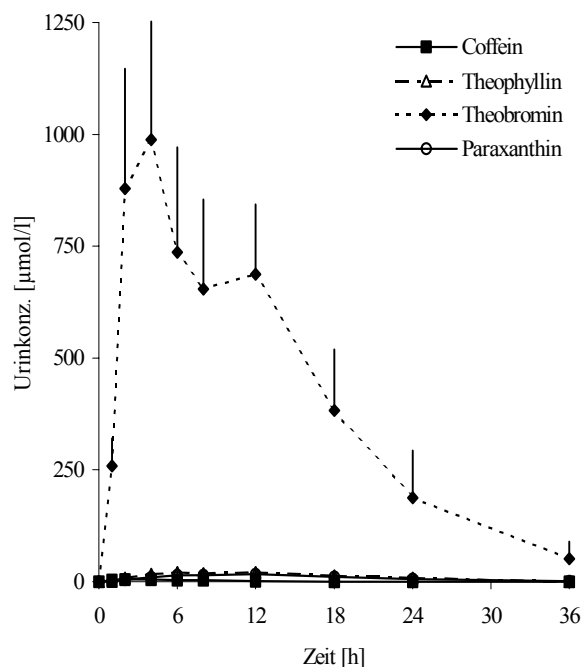 1250
1000
750
500
250
0
Urinkonz. [µmol/l]
Coffein
Theophyllin
Theobromin
Paraxanthin
0 6 12 18 24 30 36
Zeit [h]